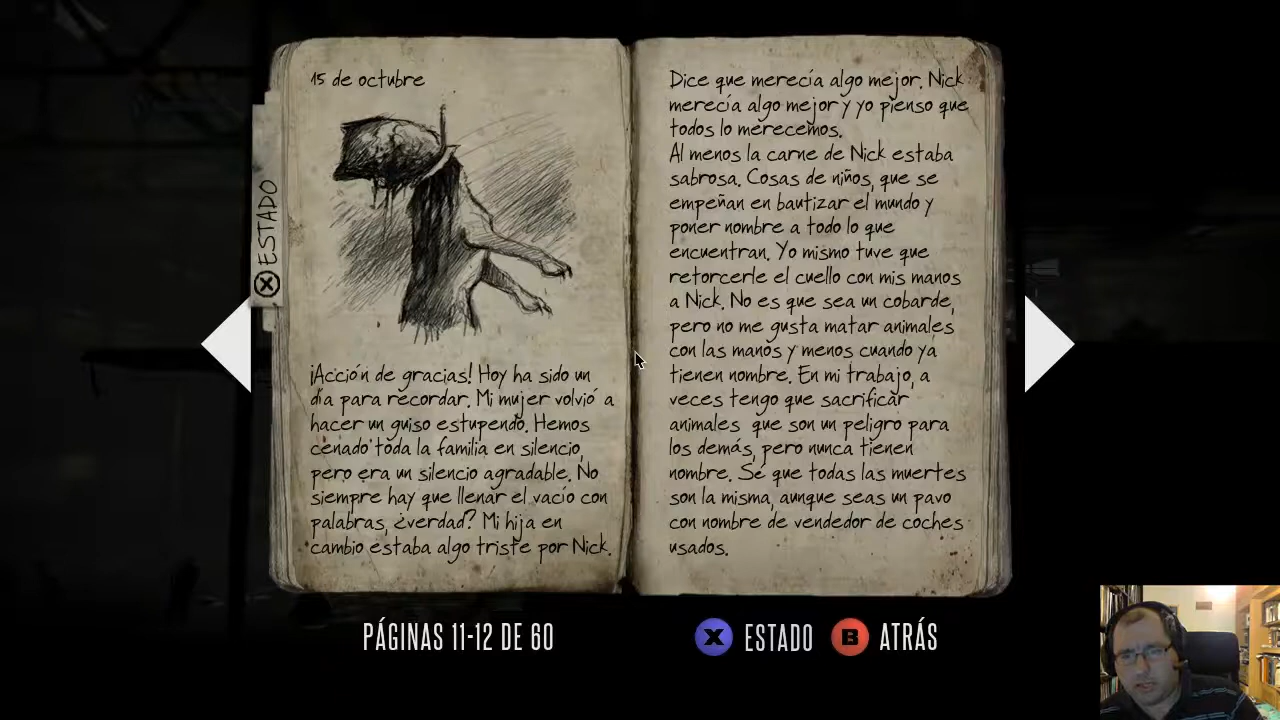 15 de octubre
¡Acción de gracias! Hoy ha sido un
día para recordar. Mi mujer volvió a
hacer un guiso estupendo. Hemos
cenado toda la familia en silencio,
pero era un silencio agradable. No
siempre hay que llenar el vacío con
palabras, ¿verdad? Mi hija en
cambio estaba algo triste por Nick.
Dice que merecía algo mejor. Nick
merecía algo mejor y yo pienso que
todos lo merecemos.
Al menos la carne de Nick estaba
sabrosa. Cosas de niños, que se
empeñan en bautizar el mundo y
poner nombre a todo lo que
encuentran. Yo mismo tuve que
retorcerle el cuello con mis manos
a Nick. No es que sea un cobarde,
pero no me gusta matar animales
con las manos y menos cuando ya
tienen nombre. En mi trabajo, a
veces tengo que sacrificar
animales que son un peligro para
los demás, pero nunca tienen
nombre. Sé que todas las muertes
son la misma, aunque seas un pavo
con nombre de vendedor de coches
usados.
X ESTADO
PÁGINAS 11-12 DE 60
X ESTADO B ATRÁS